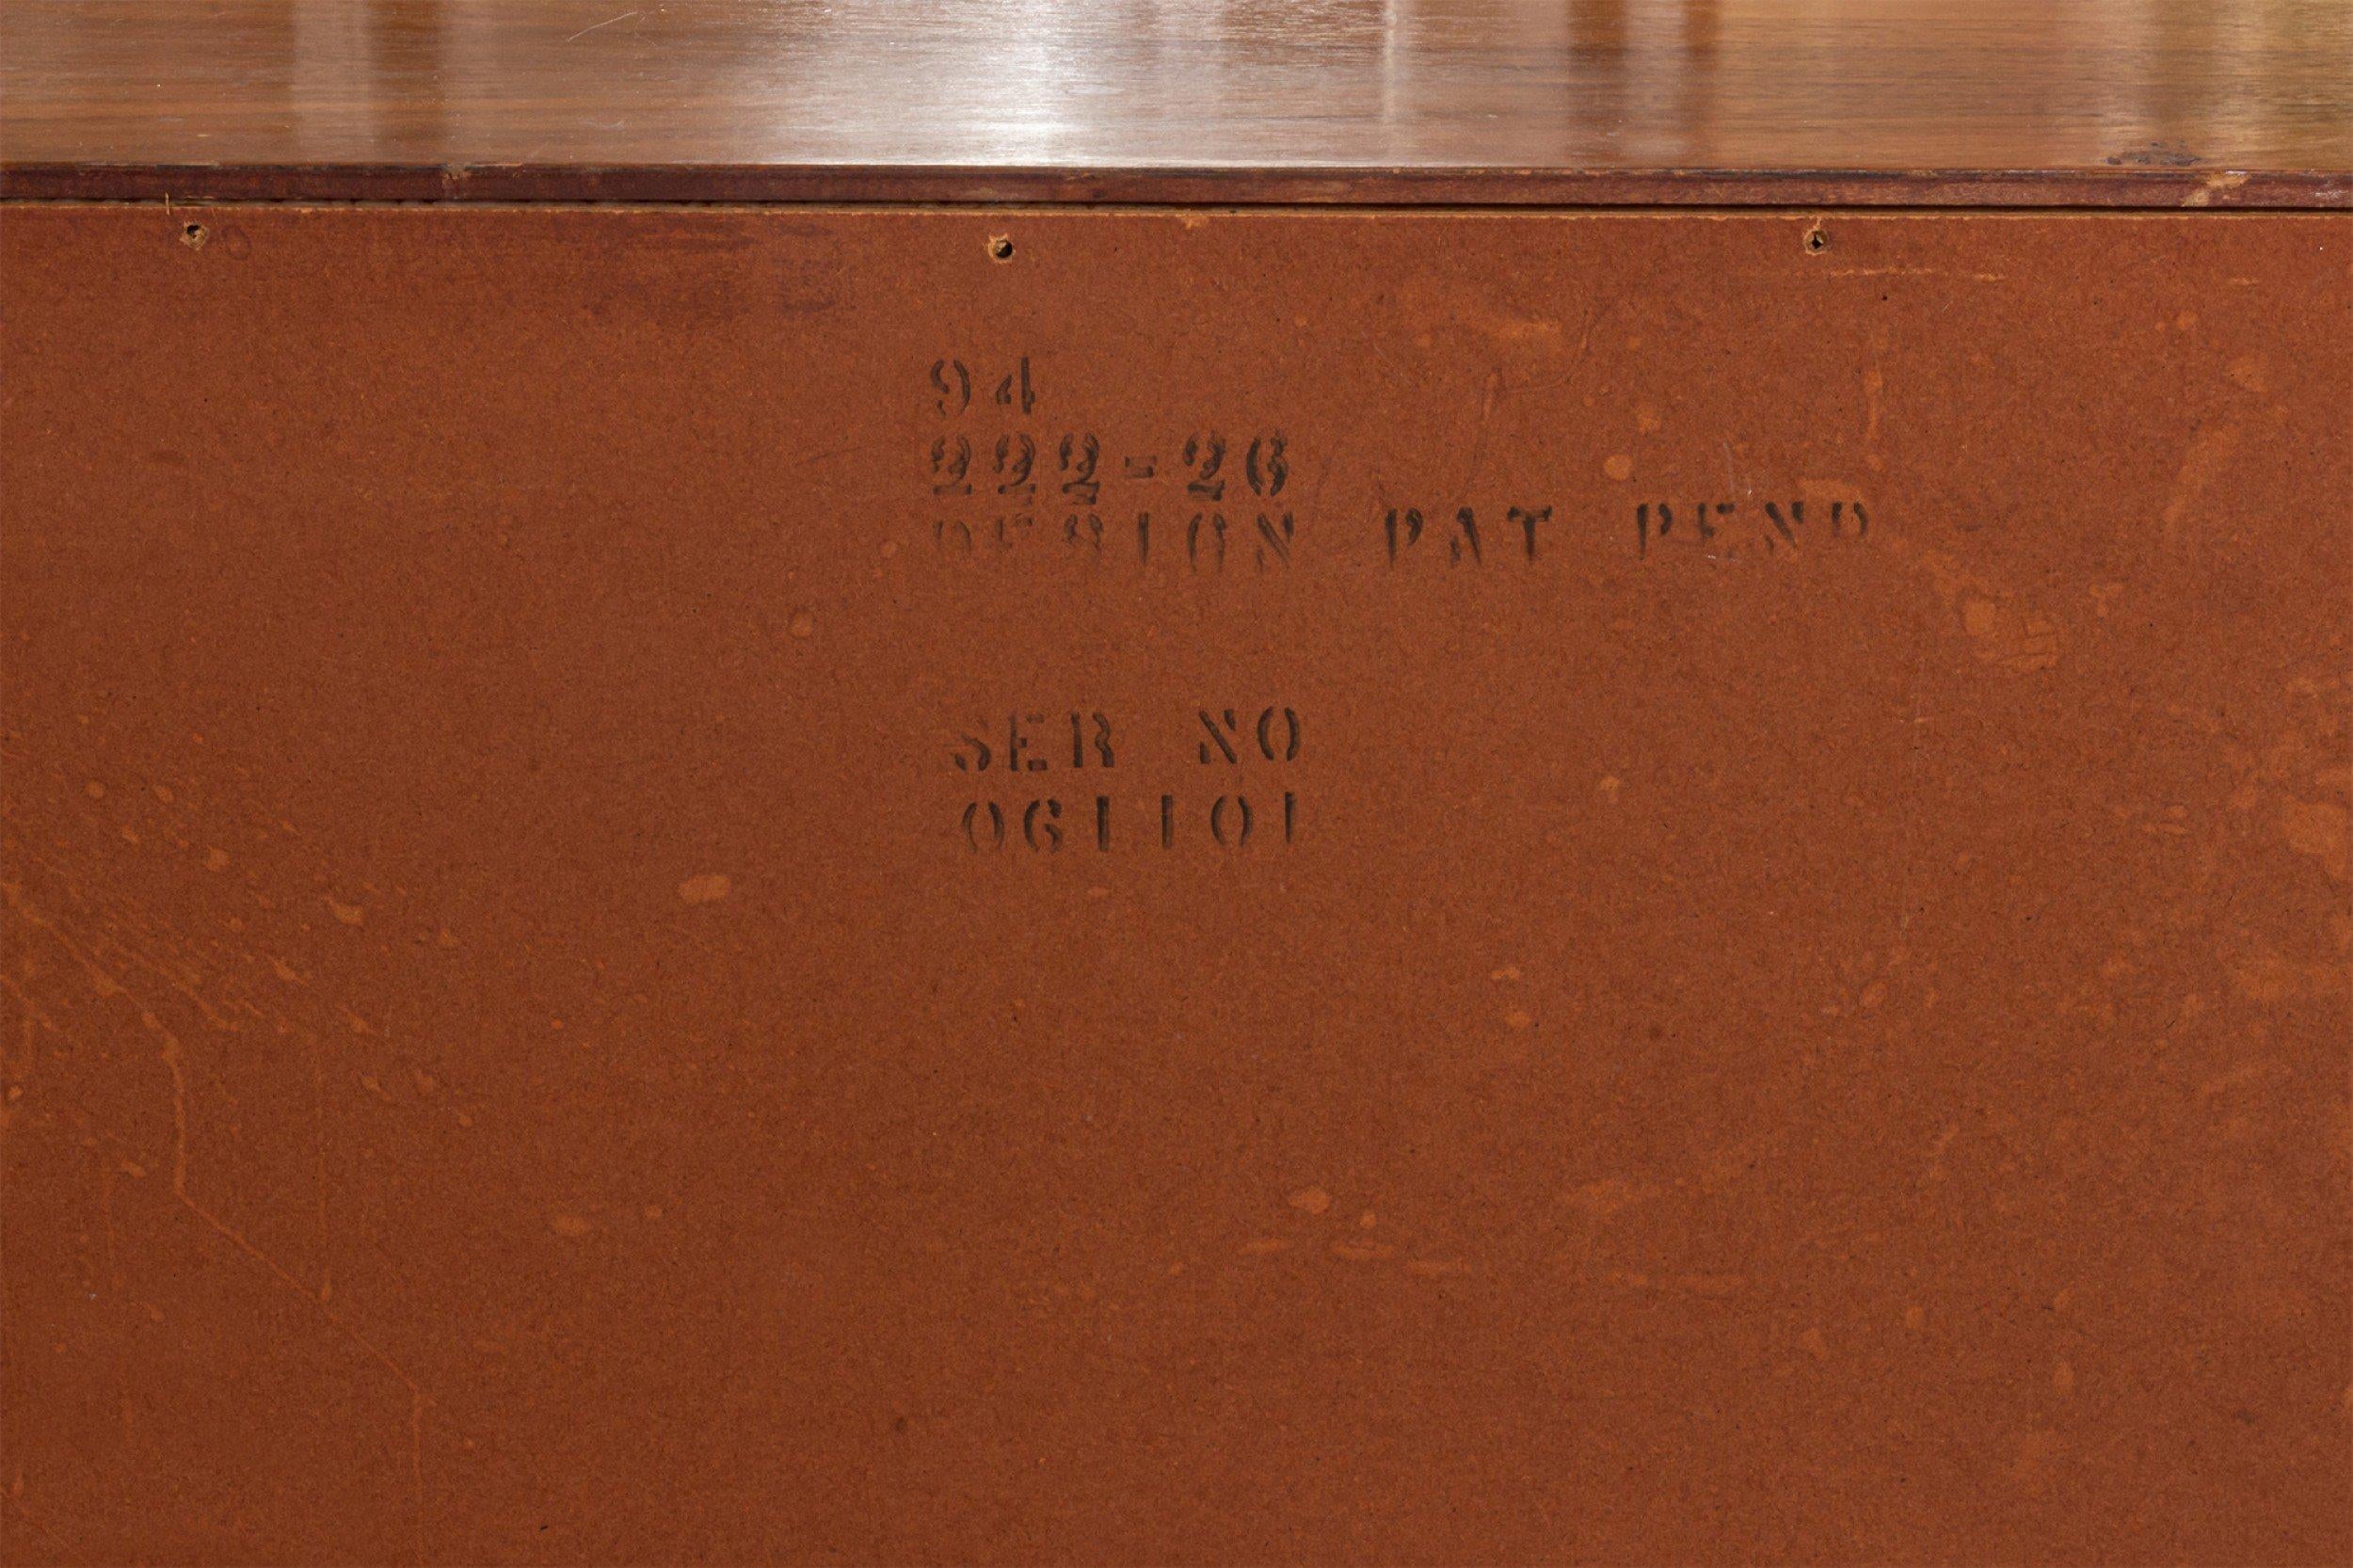 94
222-26
DESIGN PAT PEND
SER NO
061101